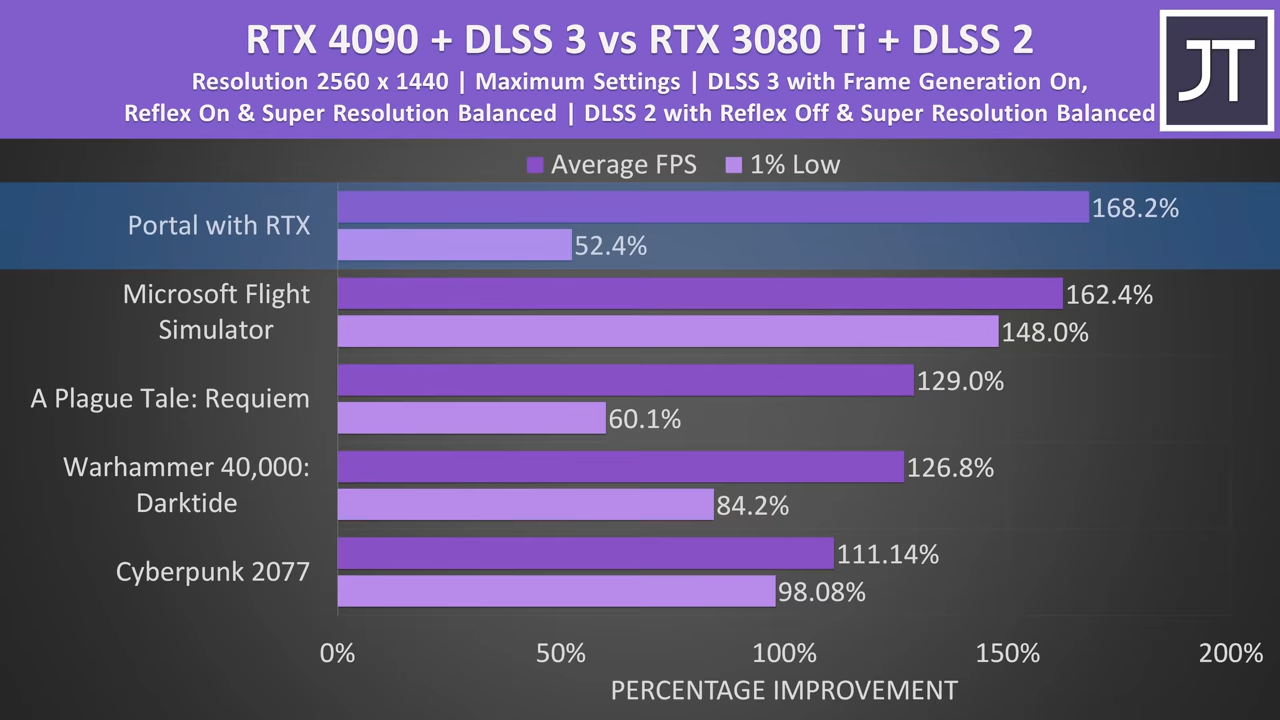 RTX 4090 + DLSS 3 vs RTX 3080 Ti + DLSS 2
Resolution 2560 x 1440 | Maximum Settings | DLSS 3 with Frame Generation On,
Reflex On & Super Resolution Balanced | DLSS 2 with Reflex Off & Super Resolution Balanced
JT
Average FPS 1% Low
Portal with RTX
168.2%
52.4%
Microsoft Flight
Simulator
162.4%
148.0%
A Plague Tale: Requiem
129.0%
60.1%
Warhammer 40,000:
Darktide
126.8%
84.2%
Cyberpunk 2077
111.14%
98.08%
0% 50% 100% 150% 200%
PERCENTAGE IMPROVEMENT